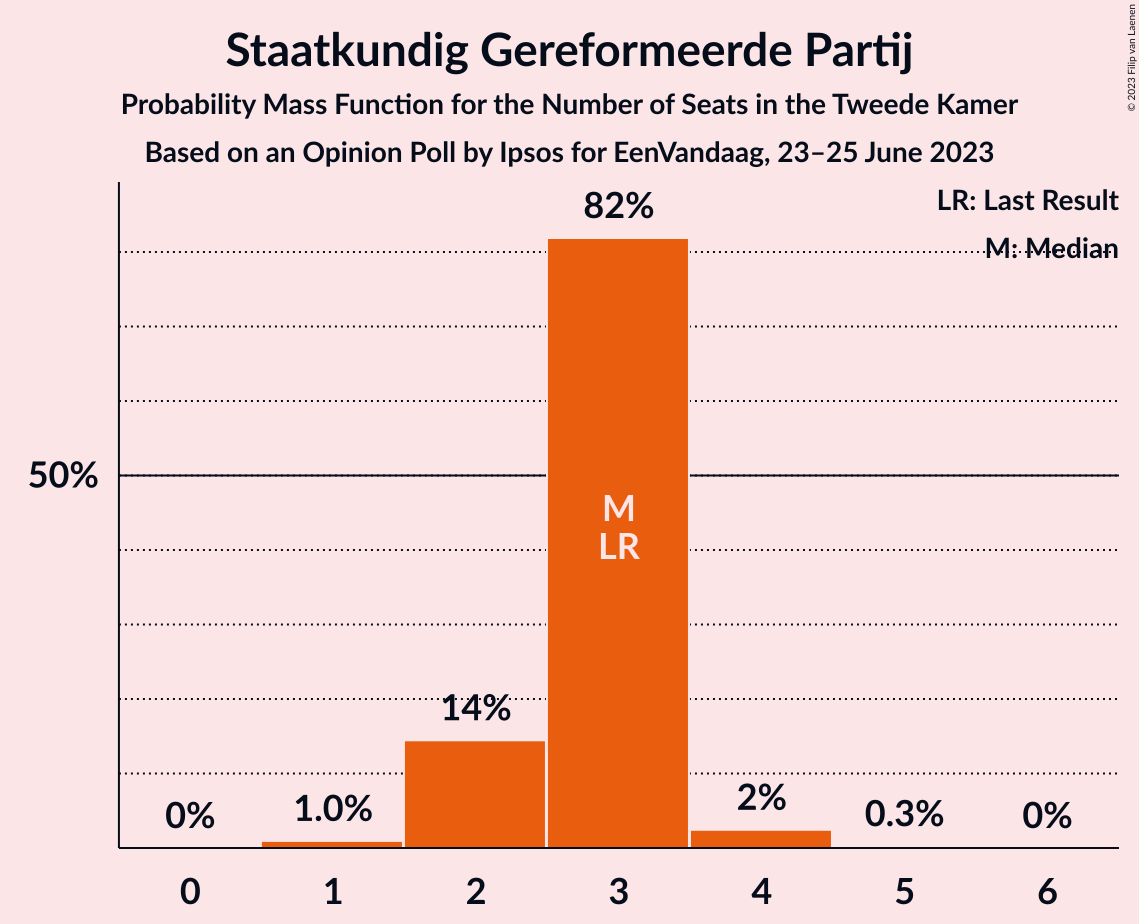 Staatkundig Gereformeerde Partij
Probability Mass Function for the Number of Seats in the Tweede Kamer
Based on an Opinion Poll by Ipsos for EenVandaag, 23–25 June 2023
© 2023 Filip van Laenen
LR: Last Result
M: Median
82%
50%
M
LR
14%
0%
1.0%
2%
0.3%
0%
0
1
2
3
4
5
6